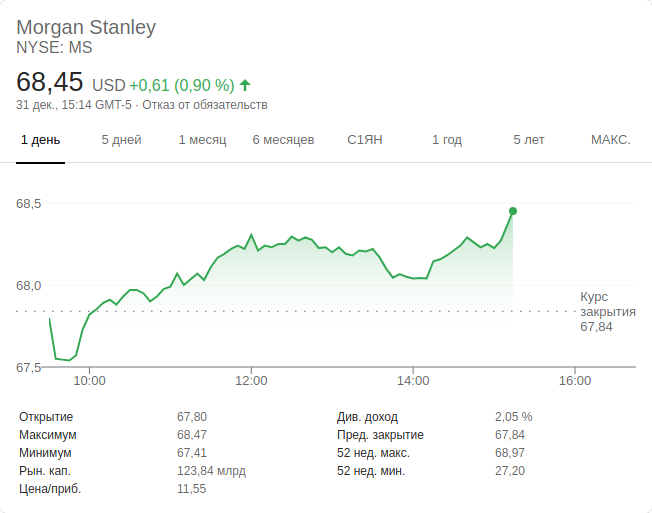 Morgan Stanley
NYSE: MS
68,45 USD +0,61 (0,90 %)
31 дек., 15:14 GMT-5 · Отказ от обязательств
1 день 5 дней 1 месяц 6 месяцев С1ЯН 1 год 5 лет МАКС.
68,5
68,0
67,5
Курс
закрытия
67,84
10:00 12:00 14:00 16:00
Открытие 67,80 Див. доход 2,05 %
Максимум 68,47 Пред. закрытие 67,84
Минимум 67,41 52 нед. макс. 68,97
Рын. кап. 123,84 млрд 52 нед. мин. 27,20
Цена/приб. 11,55